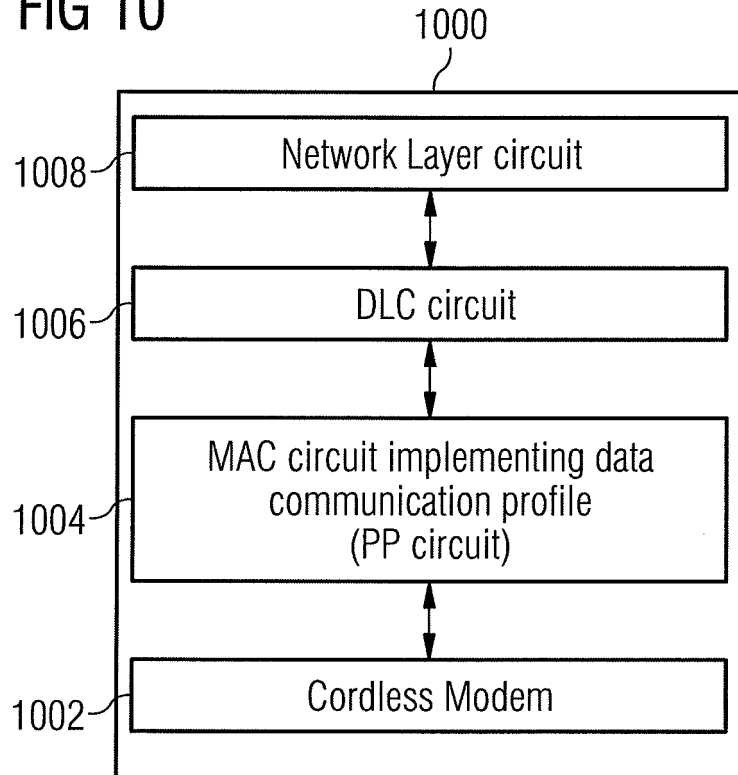 FIG 10
1000
Network Layer circuit
1008
DLC circuit
1006
MAC circuit implementing data
communication profile
(PP circuit)
1004
Cordless Modem
1002